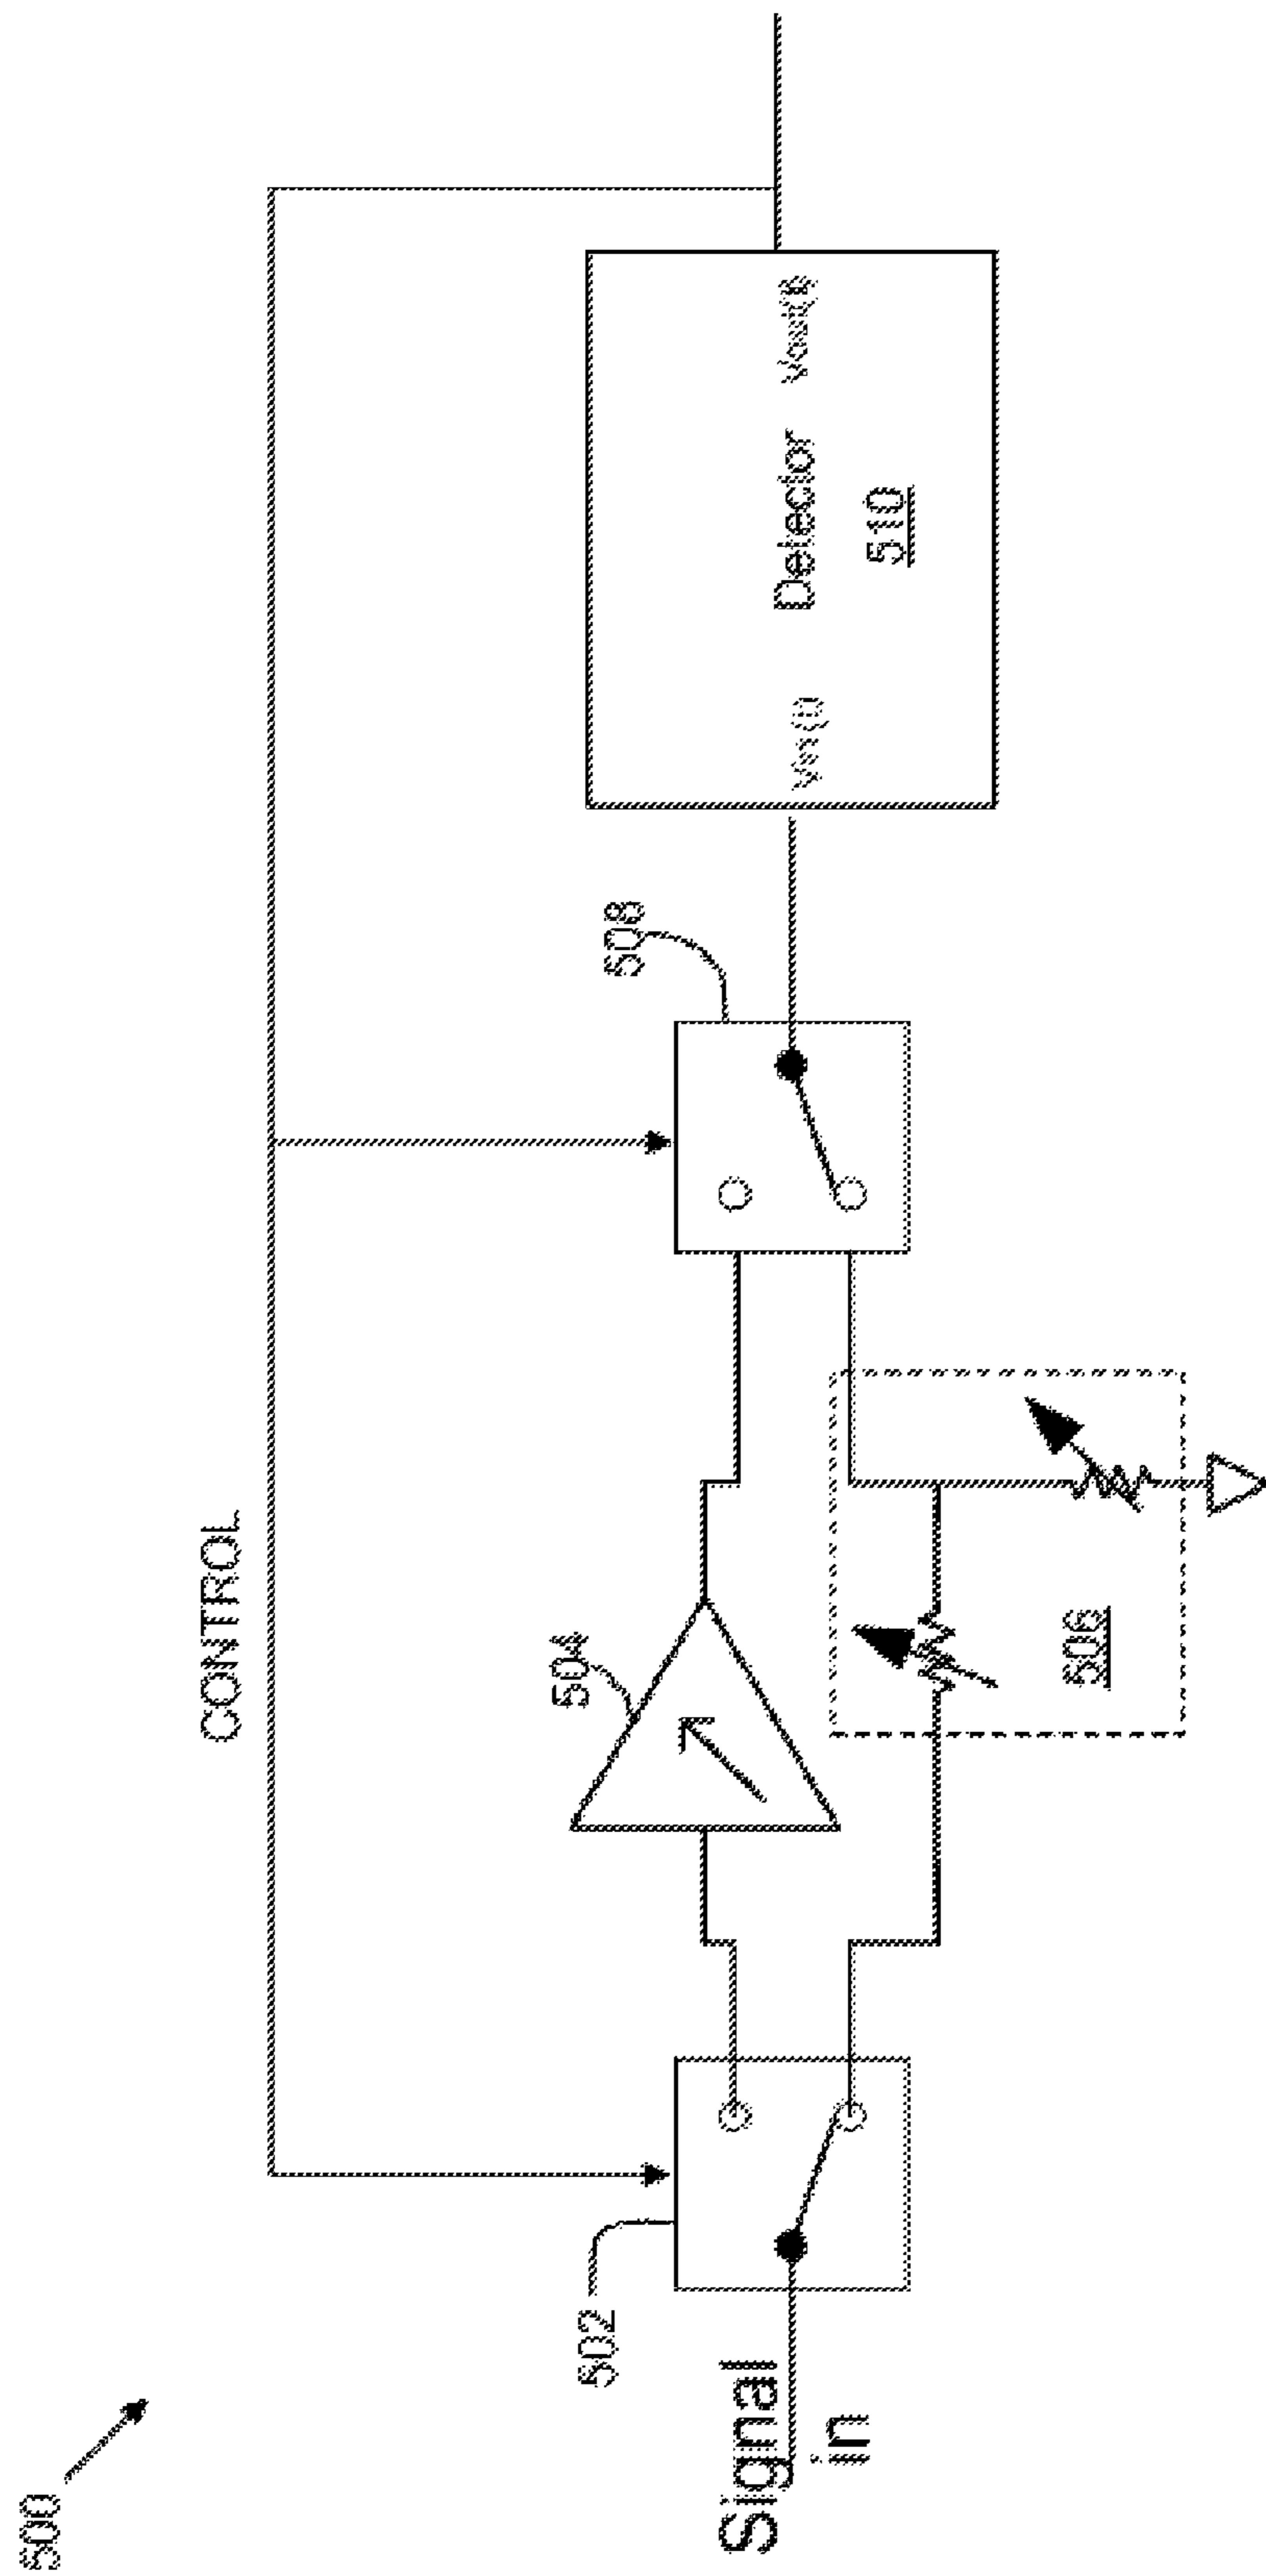 500
CONTROL
502
504
506
508
Signal
in
Vin(t)
Detector
Vout(t)
510